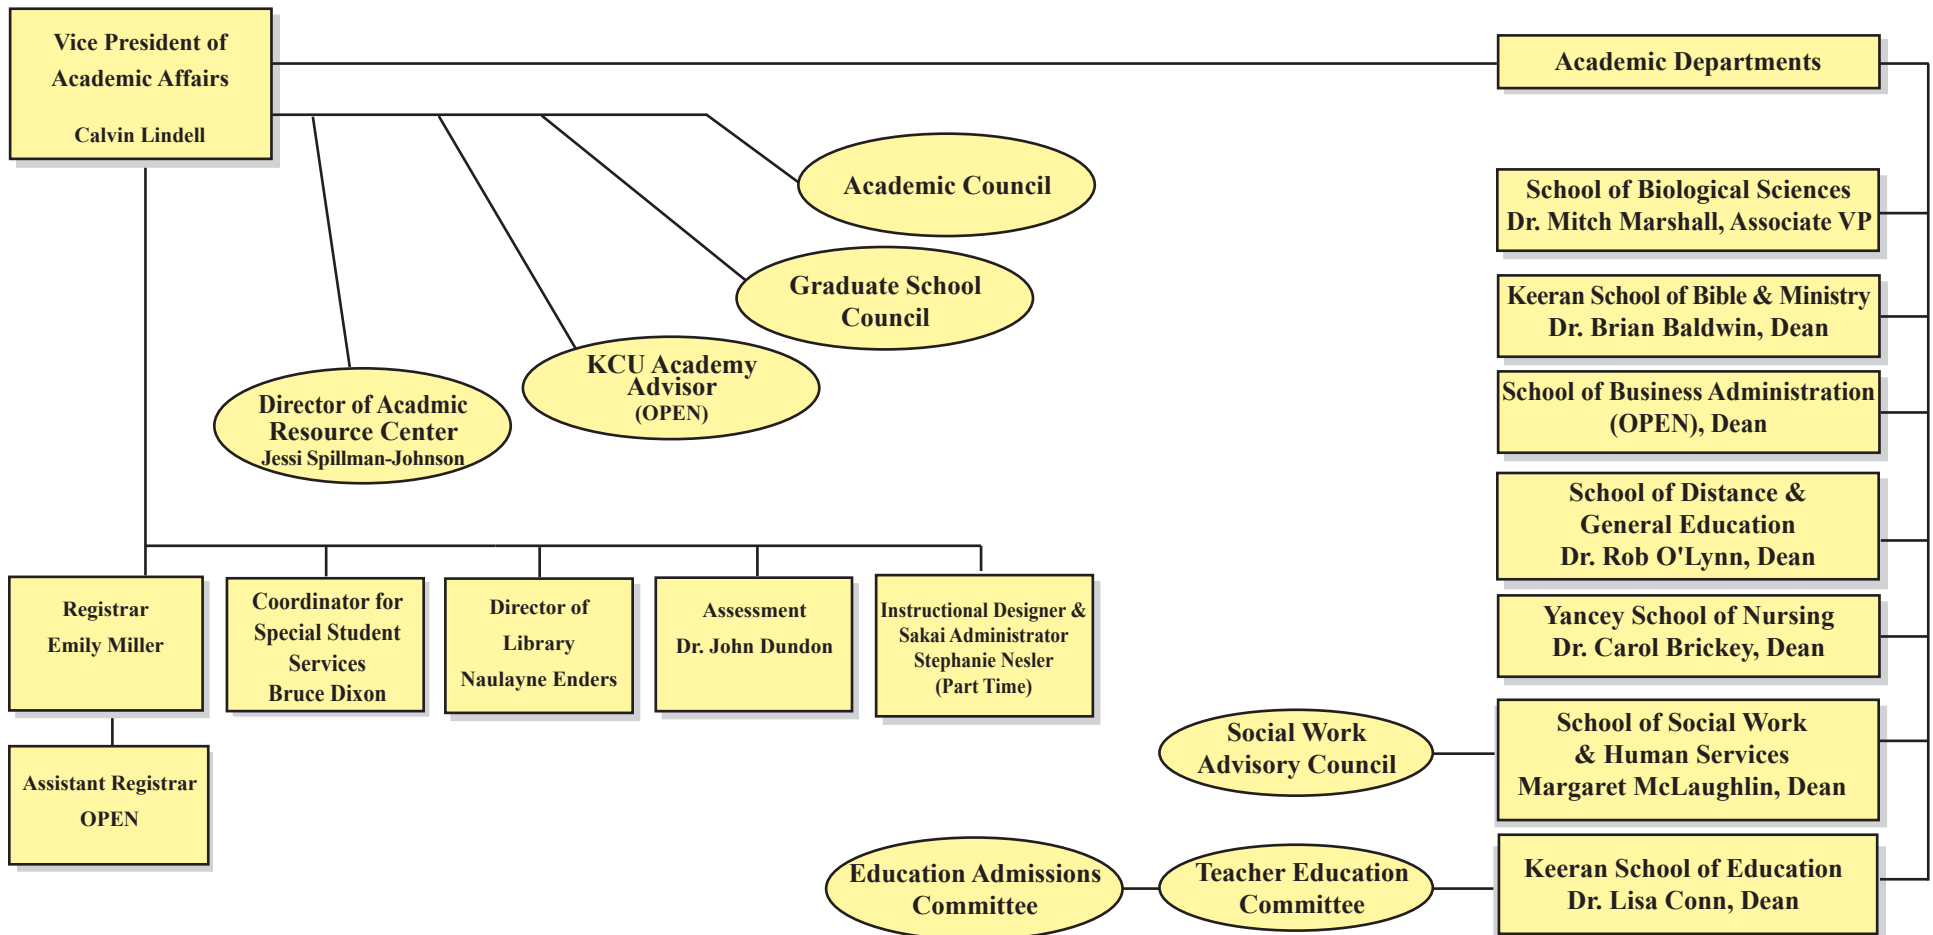 Vice President of
Academic Affairs
Calvin Lindell
Academic Departments
Academic Council
Graduate School
Council
KCU Academy
Advisor
(OPEN)
Director of Acadmic
Resource Center
Jessi Spillman-Johnson
School of Biological Sciences
Dr. Mitch Marshall, Associate VP
Keeran School of Bible & Ministry
Dr. Brian Baldwin, Dean
School of Business Administration
(OPEN), Dean
School of Distance &
General Education
Dr. Rob O'Lynn, Dean
Yancey School of Nursing
Dr. Carol Brickey, Dean
School of Social Work
& Human Services
Margaret McLaughlin, Dean
Social Work
Advisory Council
Keeran School of Education
Dr. Lisa Conn, Dean
Teacher Education
Committee
Education Admissions
Committee
Registrar
Emily Miller
Coordinator for
Special Student
Services
Bruce Dixon
Director of
Library
Naulayne Enders
Assessment
Dr. John Dundon
Instructional Designer &
Sakai Administrator
Stephanie Nesler
(Part Time)
Assistant Registrar
OPEN